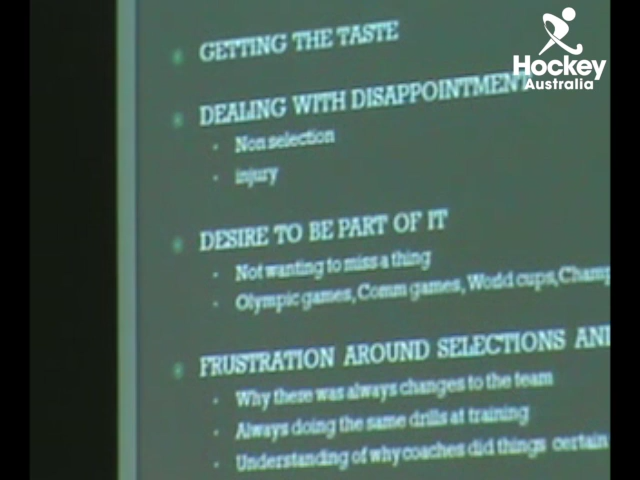 GETTING THE TASTE
Hockey
Australia
DEALING WITH DISAPPOINTMENT
Non selection
injury
DESIRE TO BE PART OF IT
Not wanting to miss a thing
Olympic games, Comm games, World cups, Champ
FRUSTRATION AROUND SELECTIONS AN
Why there was always changes to the team
Always doing the same drills at training
Understanding of why coaches did things certain